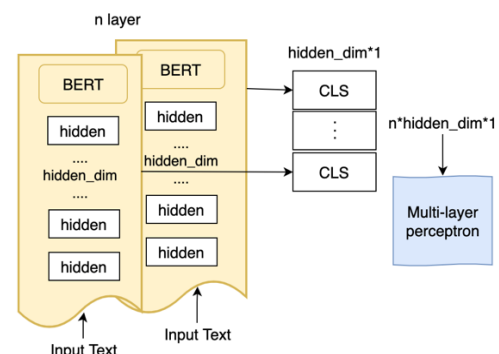 n layer
BERT
BERT
hidden
hidden
....
....
hidden_dim
hidden_dim
....
....
hidden
hidden
hidden
hidden
Input Text
Input Text
hidden_dim*1
CLS
⋮
CLS
n*hidden_dim*1
Multi-layer
perceptron